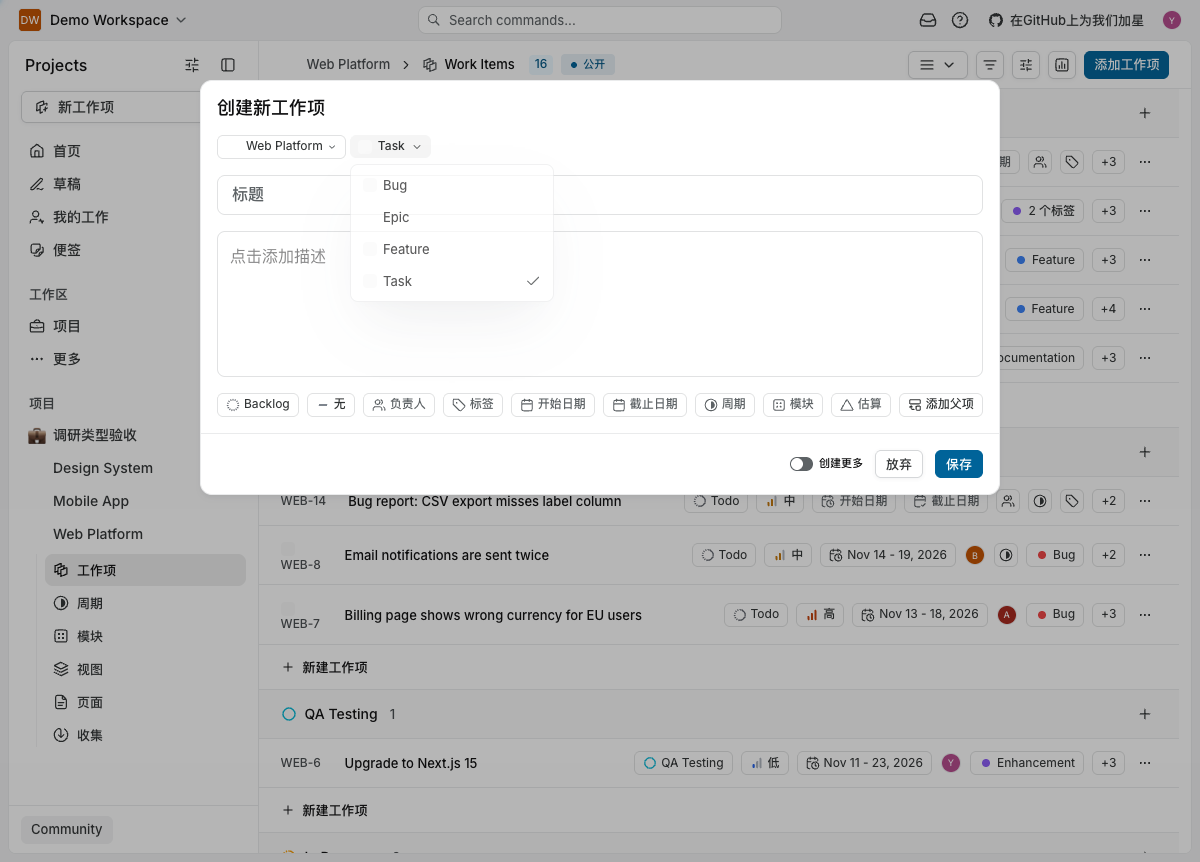 DW Demo Workspace
Search commands...
在GitHub上为我们加星
Y
Projects
Web Platform
Work Items
16
公开
添加工作项
新工作项
首页
草稿
我的工作
便签
工作区
项目
更多
项目
调研类型验收
Design System
Mobile App
Web Platform
工作项
周期
模块
视图
页面
收集
Community
创建新工作项
Web Platform
Task
标题
点击添加描述
Bug
Epic
Feature
Task
Backlog
无
负责人
标签
开始日期
截止日期
周期
模块
估算
添加父项
创建更多
放弃
保存
期
+3
2 个标签
+3
Feature
+3
Feature
+4
ocumentation
+3
WEB-14 Bug report: CSV export misses label column Todo 中 开始日期 截止日期 +2
WEB-8 Email notifications are sent twice Todo 中 Nov 14 - 19, 2026 B Bug +2
WEB-7 Billing page shows wrong currency for EU users Todo 高 Nov 13 - 18, 2026 A Bug +3
新建工作项
QA Testing 1
WEB-6 Upgrade to Next.js 15 QA Testing 低 Nov 11 - 23, 2026 Y Enhancement +3
新建工作项